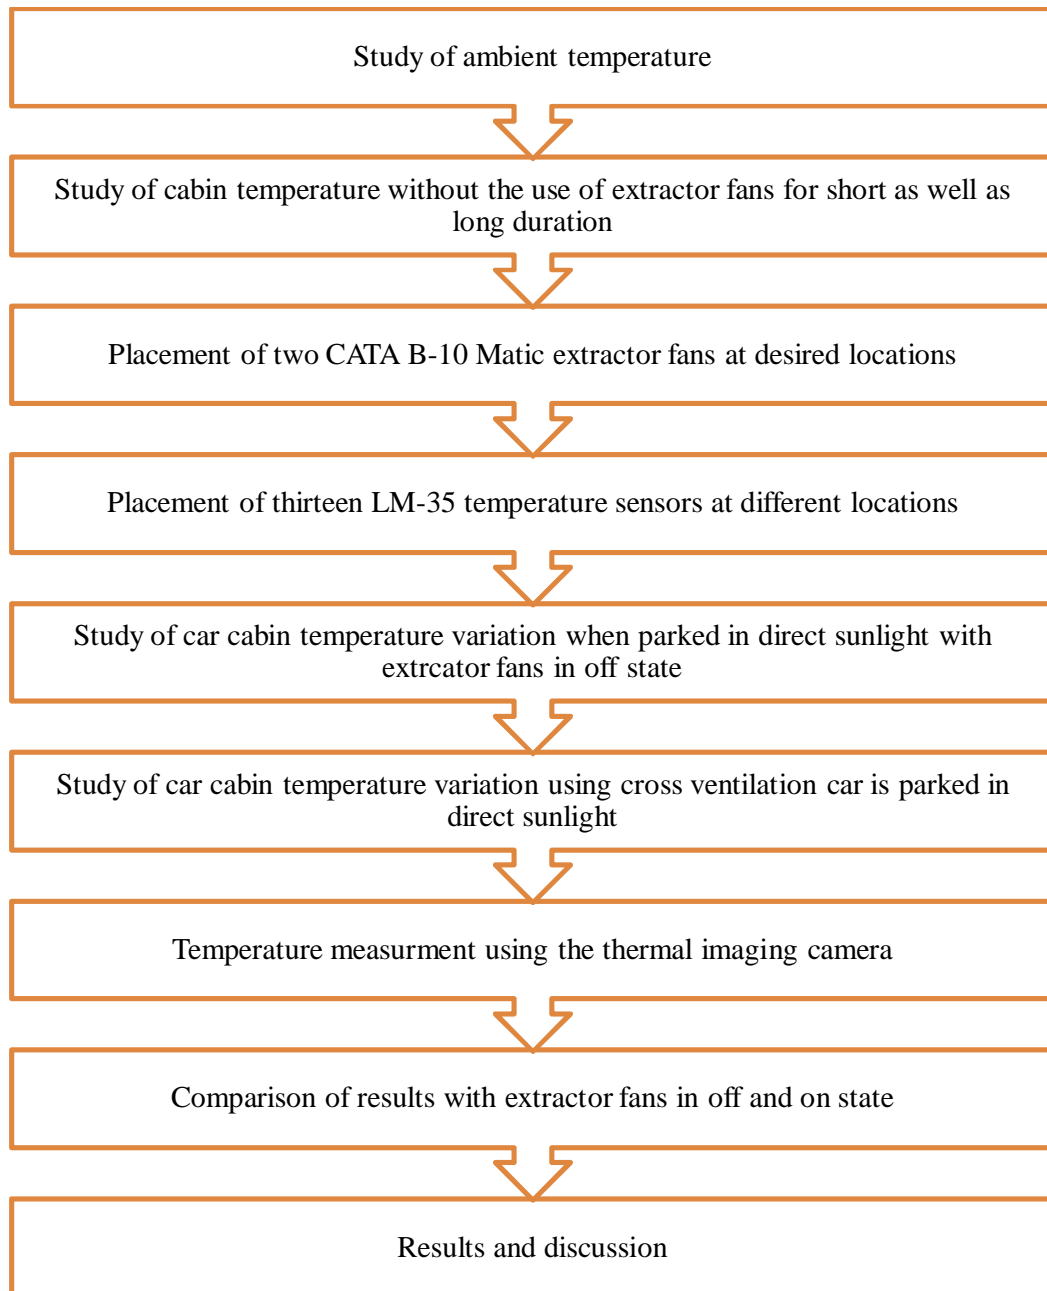 Study of ambient temperature
Study of cabin temperature without the use of extractor fans for short as well as
long duration
Placement of two CATA B-10 Matic extractor fans at desired locations
Placement of thirteen LM-35 temperature sensors at different locations
Study of car cabin temperature variation when parked in direct sunlight with
extrcator fans in off state
Study of car cabin temperature variation using cross ventilation car is parked in
direct sunlight
Temperature measurment using the thermal imaging camera
Comparison of results with extractor fans in off and on state
Results and discussion